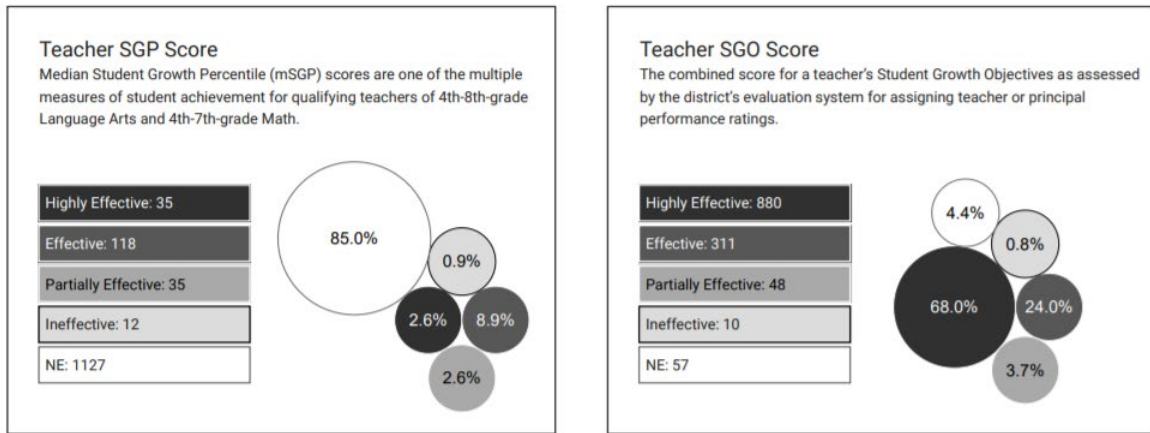 Teacher SGP Score
Median Student Growth Percentile (mSGP) scores are one of the multiple
measures of student achievement for qualifying teachers of 4th-8th-grade
Language Arts and 4th-7th-grade Math.
Highly Effective: 35
Effective: 118
Partially Effective: 35
Ineffective: 12
NE: 1127
85.0%
0.9%
2.6%
8.9%
2.6%
Teacher SGO Score
The combined score for a teacher's Student Growth Objectives as assessed
by the district's evaluation system for assigning teacher or principal
performance ratings.
Highly Effective: 880
Effective: 311
Partially Effective: 48
Ineffective: 10
NE: 57
4.4%
0.8%
68.0%
24.0%
3.7%